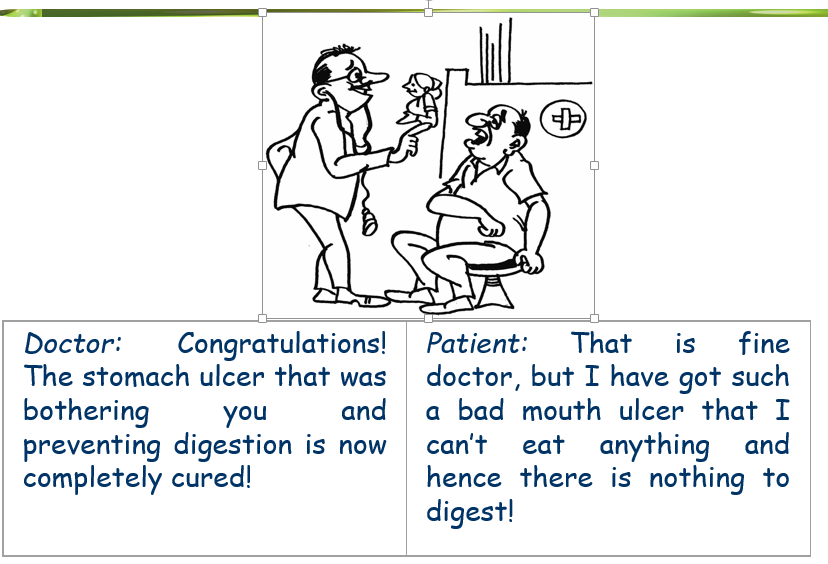 Doctor: Congratulations!
The stomach ulcer that was
bothering you and
preventing digestion is now
completely cured!
Patient: That is fine
doctor, but I have got such
a bad mouth ulcer that I
can't eat anything and
hence there is nothing to
digest!